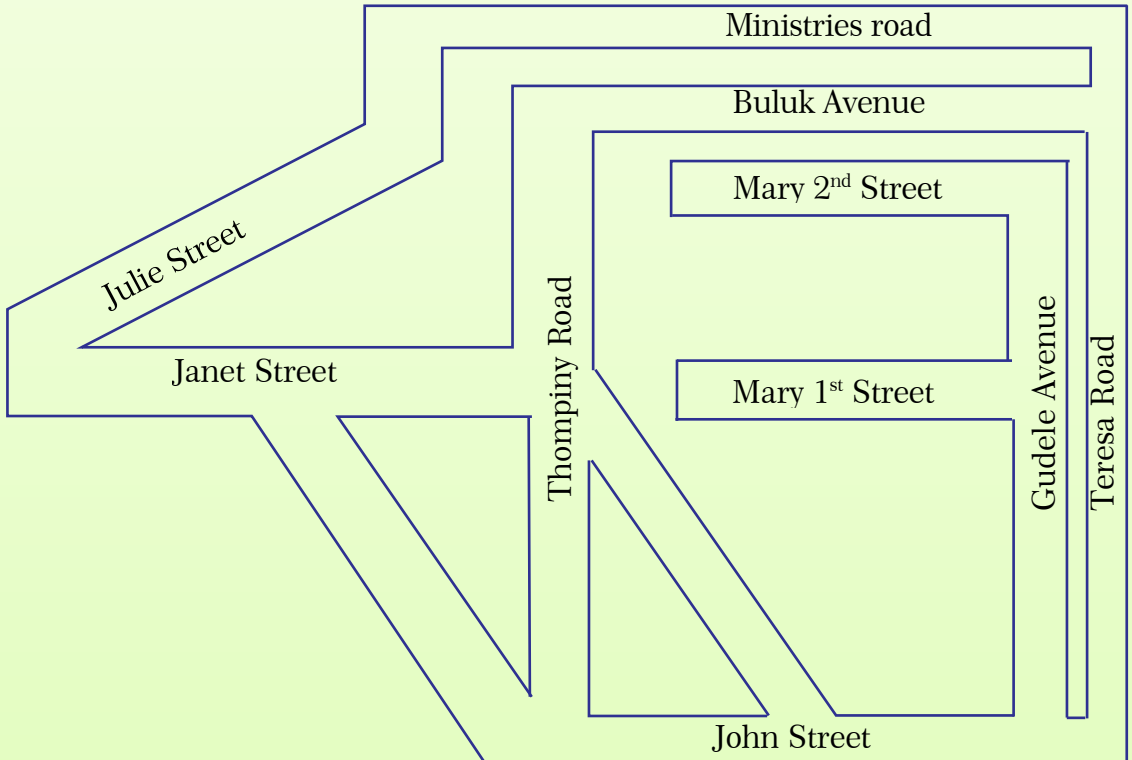 Ministries road
Buluk Avenue
Mary 2nd Street
Julie Street
Janet Street
Thompiny Road
Mary 1st Street
Gudele Avenue
Teresa Road
John Street